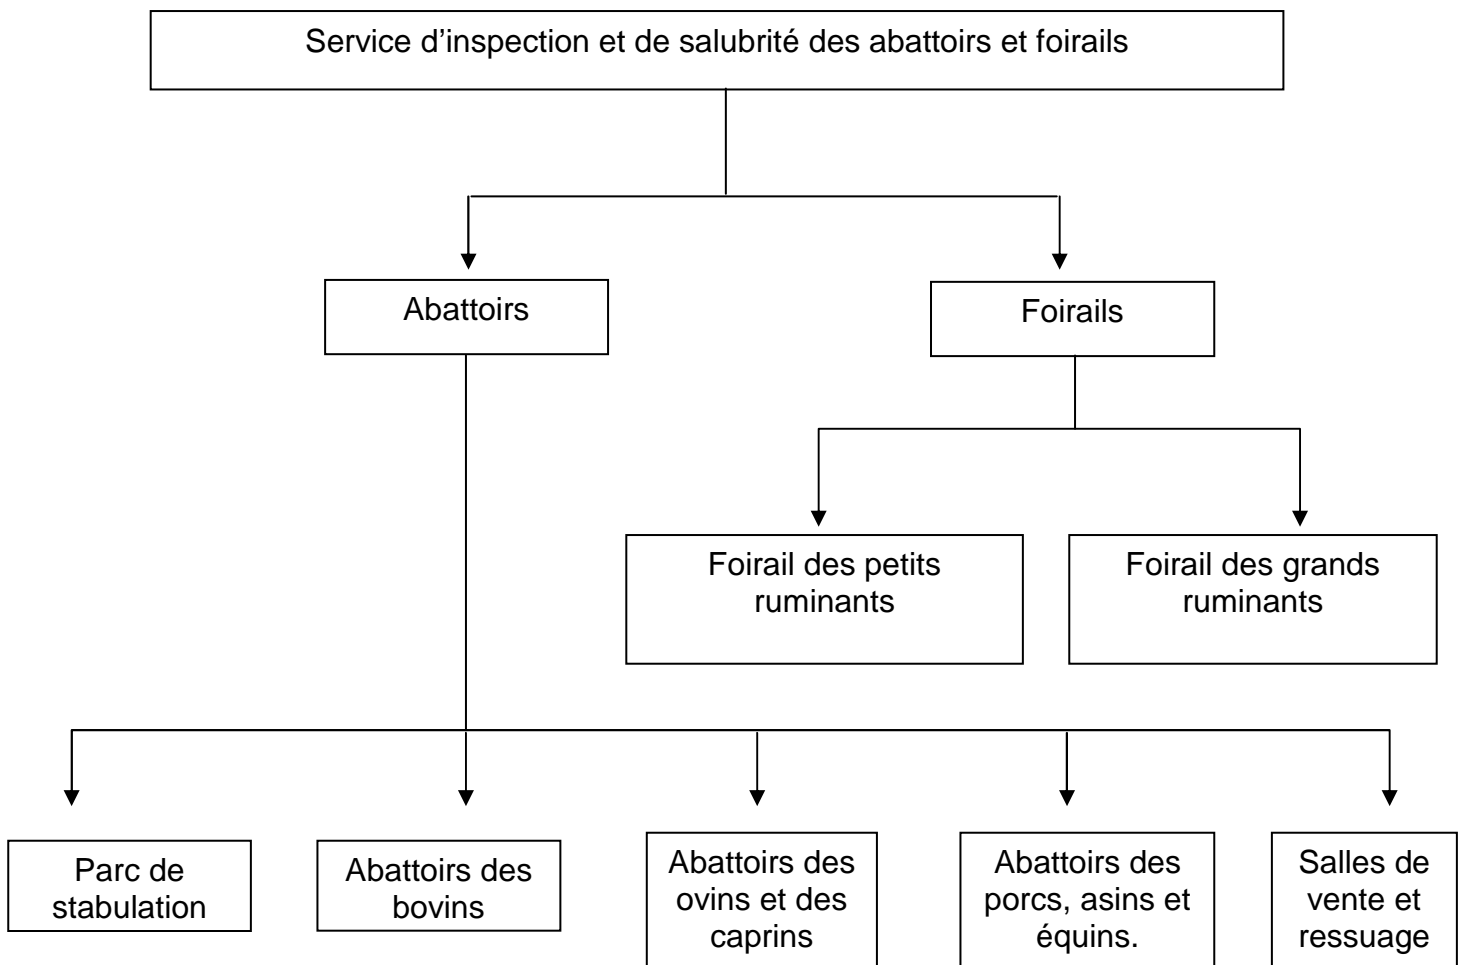 Service d’inspection et de salubrité des abattoirs et foirails
Abattoirs
Foirails
Foirail des petits
ruminants
Foirail des grands
ruminants
Parc de
stabulation
Abattoirs des
bovins
Abattoirs des
ovins et des
caprins
Abattoirs des
porcs, asins et
équins.
Salles de
vente et
ressuage